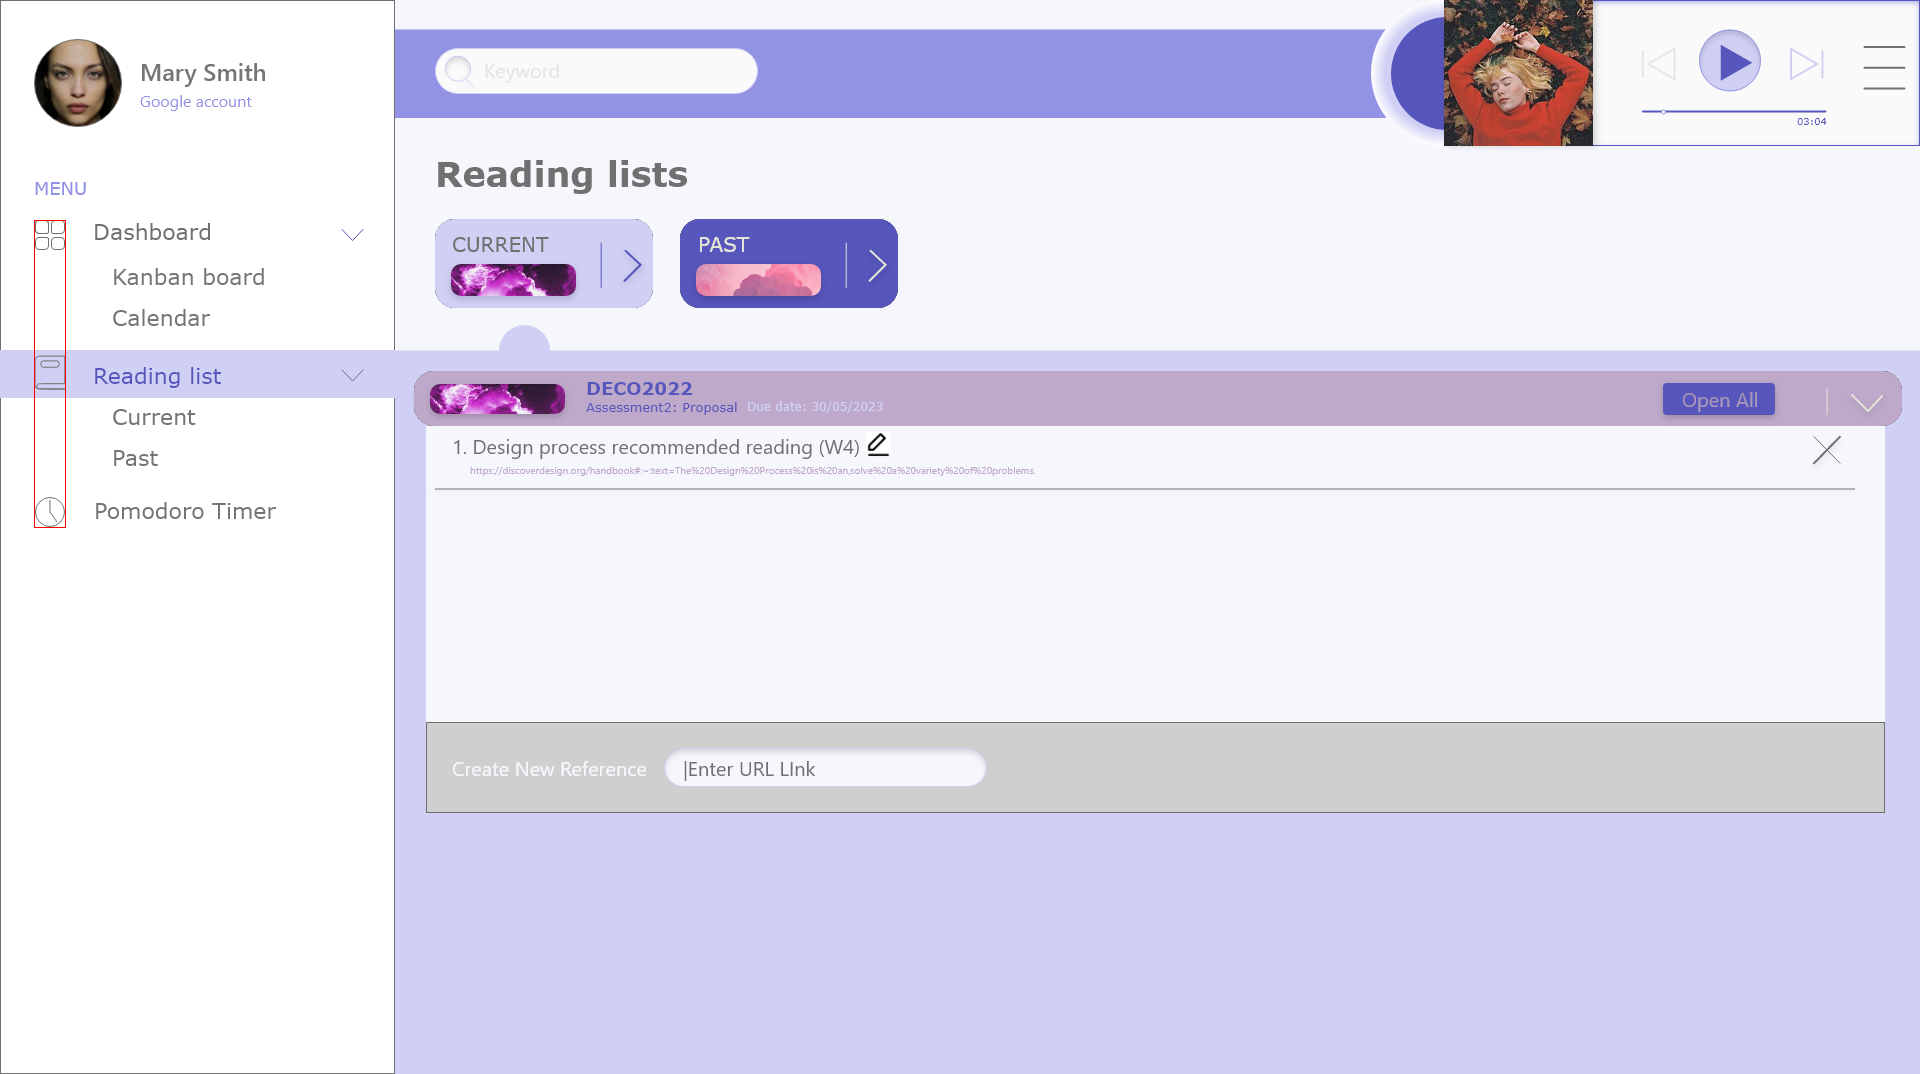 Mary Smith
Google account
Keyword
03:04
MENU
Dashboard
Kanban board
Calendar
Reading list
Current
Past
Pomodoro Timer
Reading lists
CURRENT
PAST
DECO2022
Assessment2: Proposal Due date: 30/05/2023
Open All
1. Design process recommended reading (W4)
https://discoverdesign.org/handbook#:~:text=The%20Design%20Process%20is%20an,solve%20a%20variety%20of%20problems.
Create New Reference |Enter URL LInk